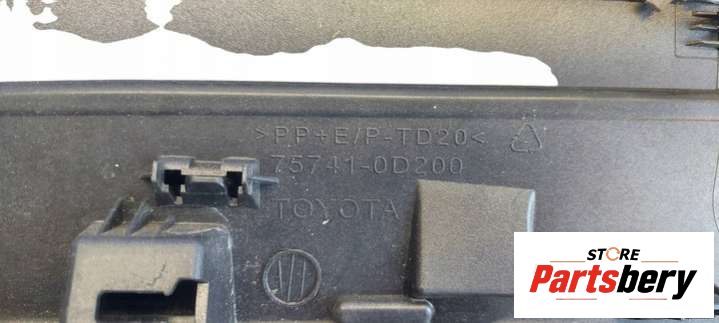 >PP+E/P-TD20<
75741-0D200
TOYOTA
STORE
Partsbery